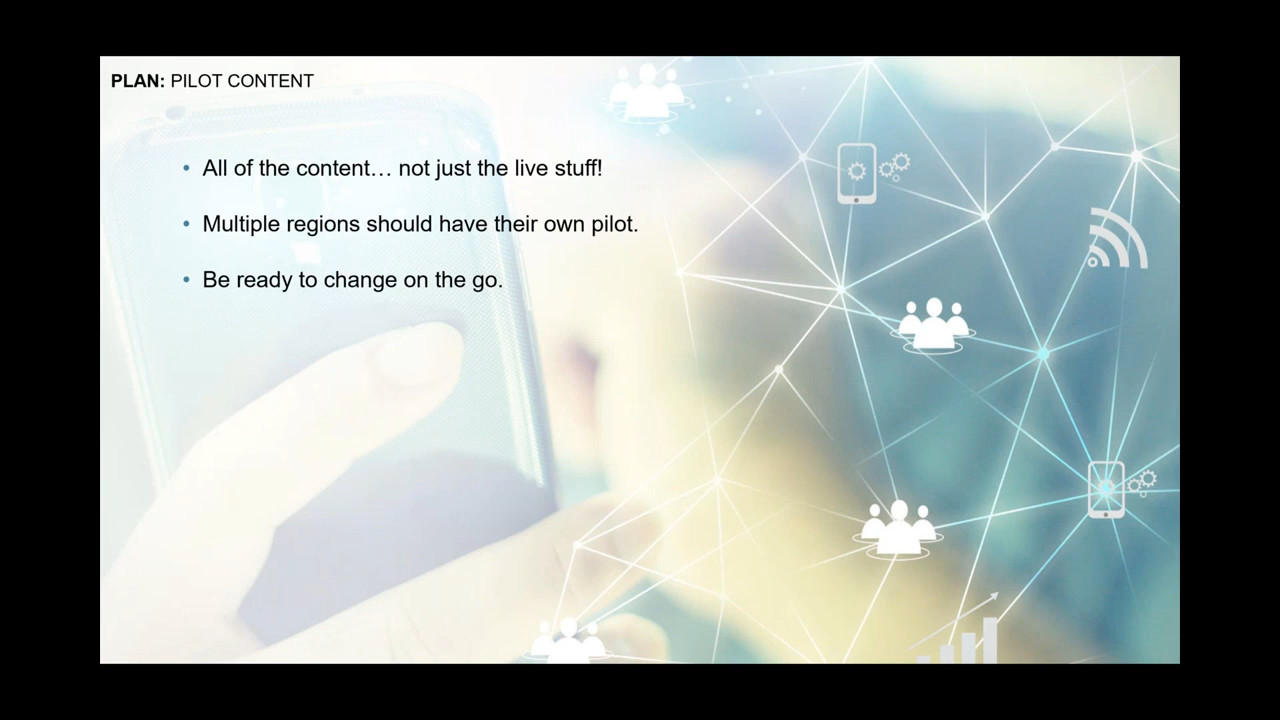 PLAN: PILOT CONTENT
• All of the content… not just the live stuff!
• Multiple regions should have their own pilot.
• Be ready to change on the go.